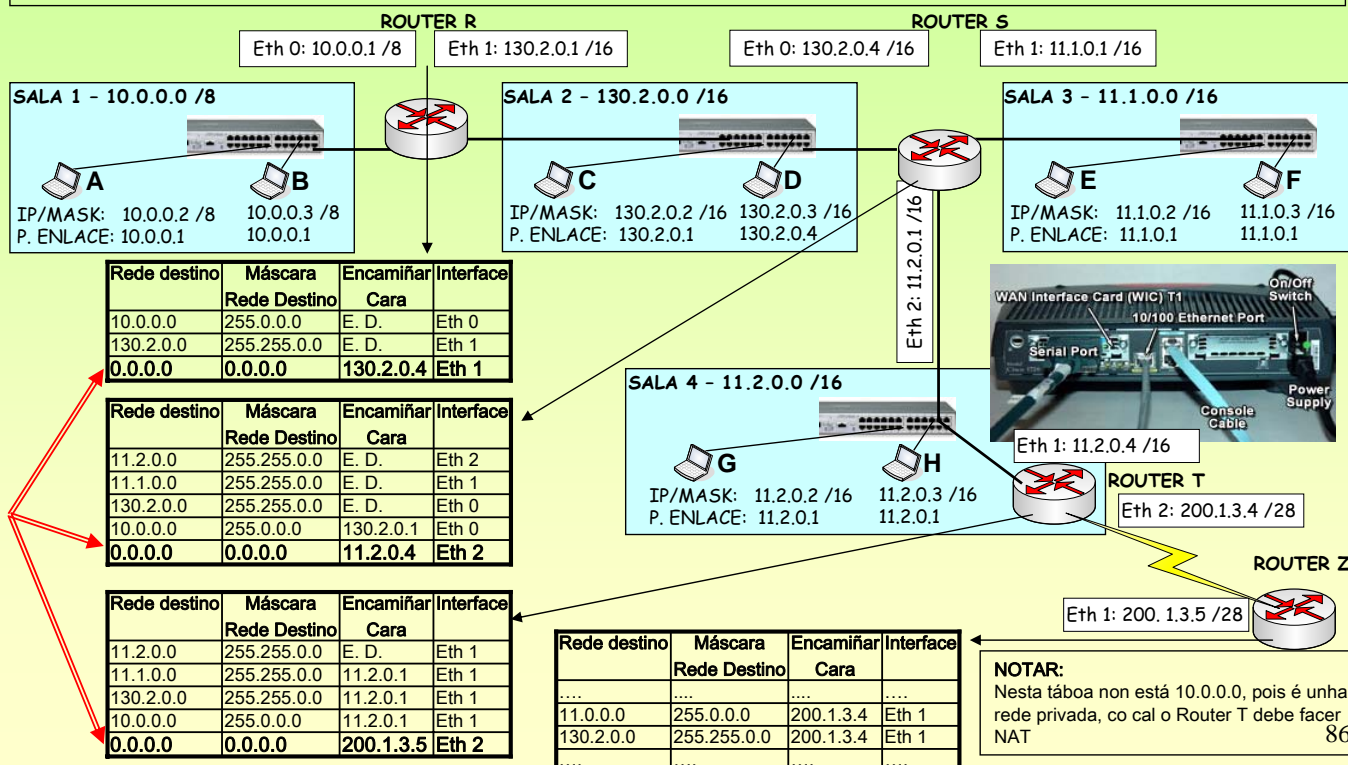 ROUTER R
ROUTER S
Eth 0: 10.0.0.1 /8
Eth 1: 130.2.0.1 /16
Eth 0: 130.2.0.4 /16
Eth 1: 11.1.0.1 /16
SALA 1 – 10.0.0.0 /8
A
B
IP/MASK: 10.0.0.2 /8 10.0.0.3 /8
P. ENLACE: 10.0.0.1 10.0.0.1
SALA 2 – 130.2.0.0 /16
C
D
IP/MASK: 130.2.0.2 /16 130.2.0.3 /16
P. ENLACE: 130.2.0.1 130.2.0.4
SALA 3 – 11.1.0.0 /16
E
F
IP/MASK: 11.1.0.2 /16 11.1.0.3 /16
P. ENLACE: 11.1.0.1 11.1.0.1
Eth 2: 11.2.0.1 /16
Rede destino Máscara Encamiñar Interface
Rede Destino Cara
10.0.0.0 255.0.0.0 E. D. Eth 0
130.2.0.0 255.255.0.0 E. D. Eth 1
0.0.0.0 0.0.0.0 130.2.0.4 Eth 1
Rede destino Máscara Encamiñar Interface
Rede Destino Cara
11.2.0.0 255.255.0.0 E. D. Eth 2
11.1.0.0 255.255.0.0 E. D. Eth 1
130.2.0.0 255.255.0.0 E. D. Eth 0
10.0.0.0 255.0.0.0 130.2.0.1 Eth 0
0.0.0.0 0.0.0.0 11.2.0.4 Eth 2
WAN Interface Card (WIC) T1
On/Off
Switch
10/100 Ethernet Port
Serial Port
Power
Supply
Console
Cable
SALA 4 – 11.2.0.0 /16
G
H
IP/MASK: 11.2.0.2 /16 11.2.0.3 /16
P. ENLACE: 11.2.0.1 11.2.0.1
Eth 1: 11.2.0.4 /16
ROUTER T
Eth 2: 200.1.3.4 /28
ROUTER Z
Eth 1: 200. 1.3.5 /28
Rede destino Máscara Encamiñar Interface
Rede Destino Cara
11.2.0.0 255.255.0.0 E. D. Eth 1
11.1.0.0 255.255.0.0 11.2.0.1 Eth 1
130.2.0.0 255.255.0.0 11.2.0.1 Eth 1
10.0.0.0 255.0.0.0 11.2.0.1 Eth 1
0.0.0.0 0.0.0.0 200.1.3.5 Eth 2
Rede destino Máscara Encamiñar Interface
Rede Destino Cara
.... .... .... ....
11.0.0.0 255.0.0.0 200.1.3.4 Eth 1
130.2.0.0 255.255.0.0 200.1.3.4 Eth 1
.... .... .... ....
NOTAR:
Nesta táboa non está 10.0.0.0, pois é unha
rede privada, co cal o Router T debe facer
NAT
86